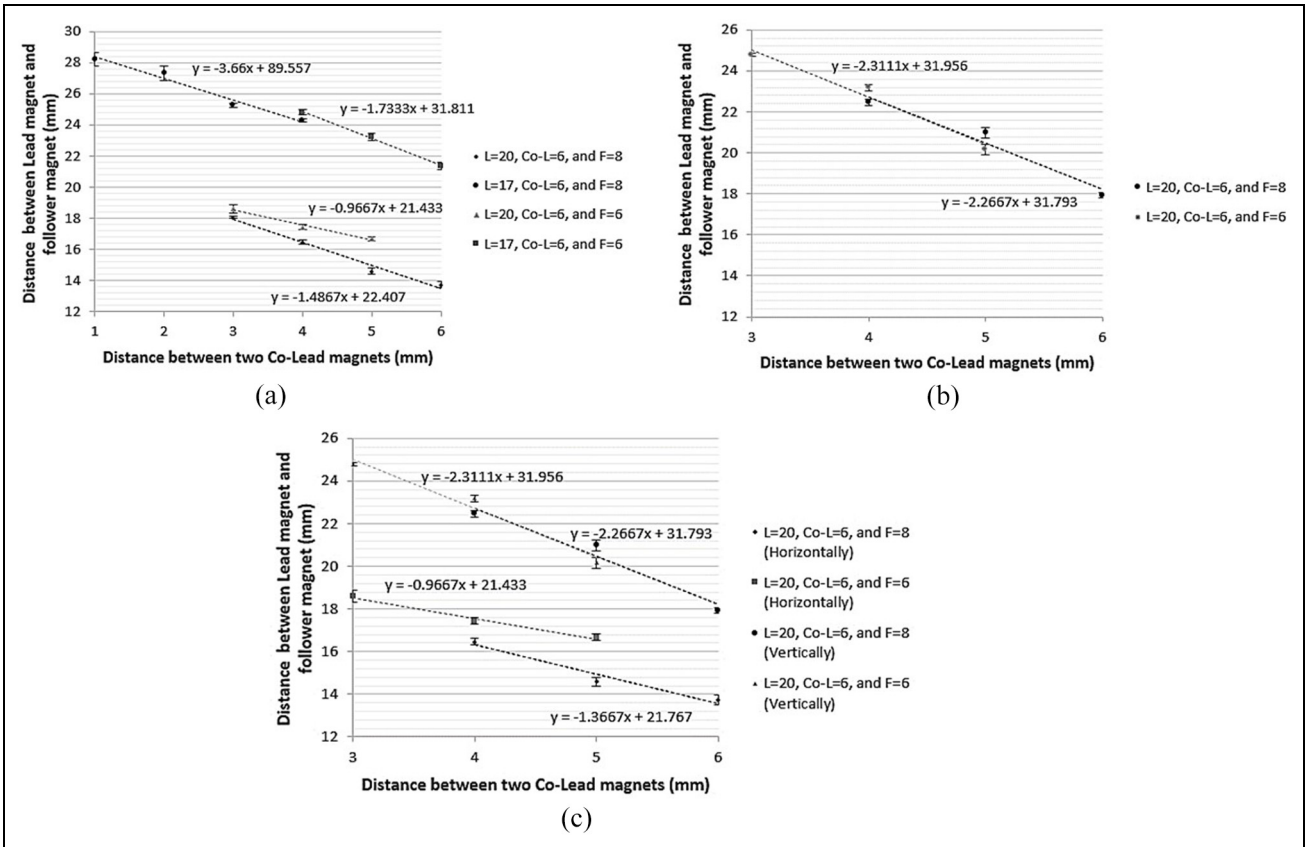 30
28
26
24
22
20
18
16
14
12
Distance between Lead magnet and
follower magnet (mm)
y = -3.66x + 89.557
y = -1.7333x + 31.811
y = -0.9667x + 21.433
y = -1.4867x + 22.407
1 2 3 4 5 6
Distance between two Co-Lead magnets (mm)
L=20, Co-L=6, and F=8
L=17, Co-L=6, and F=8
L=20, Co-L=6, and F=6
L=17, Co-L=6, and F=6
(a)
26
24
22
20
18
16
14
12
Distance between Lead magnet and
follower magnet (mm)
y = -2.3111x + 31.956
y = -2.2667x + 31.793
3 4 5 6
Distance between two Co-Lead magnets (mm)
L=20, Co-L=6, and F=8
L=20, Co-L=6, and F=6
(b)
26
24
22
20
18
16
14
12
Distance between Lead magnet and
follower magnet (mm)
y = -2.3111x + 31.956
y = -2.2667x + 31.793
y = -0.9667x + 21.433
y = -1.3667x + 21.767
3 4 5 6
Distance between two Co-Lead magnets (mm)
L=20, Co-L=6, and F=8
(Horizontally)
L=20, Co-L=6, and F=6
(Horizontally)
L=20, Co-L=6, and F=8
(Vertically)
L=20, Co-L=6, and F=6
(Vertically)
(c)